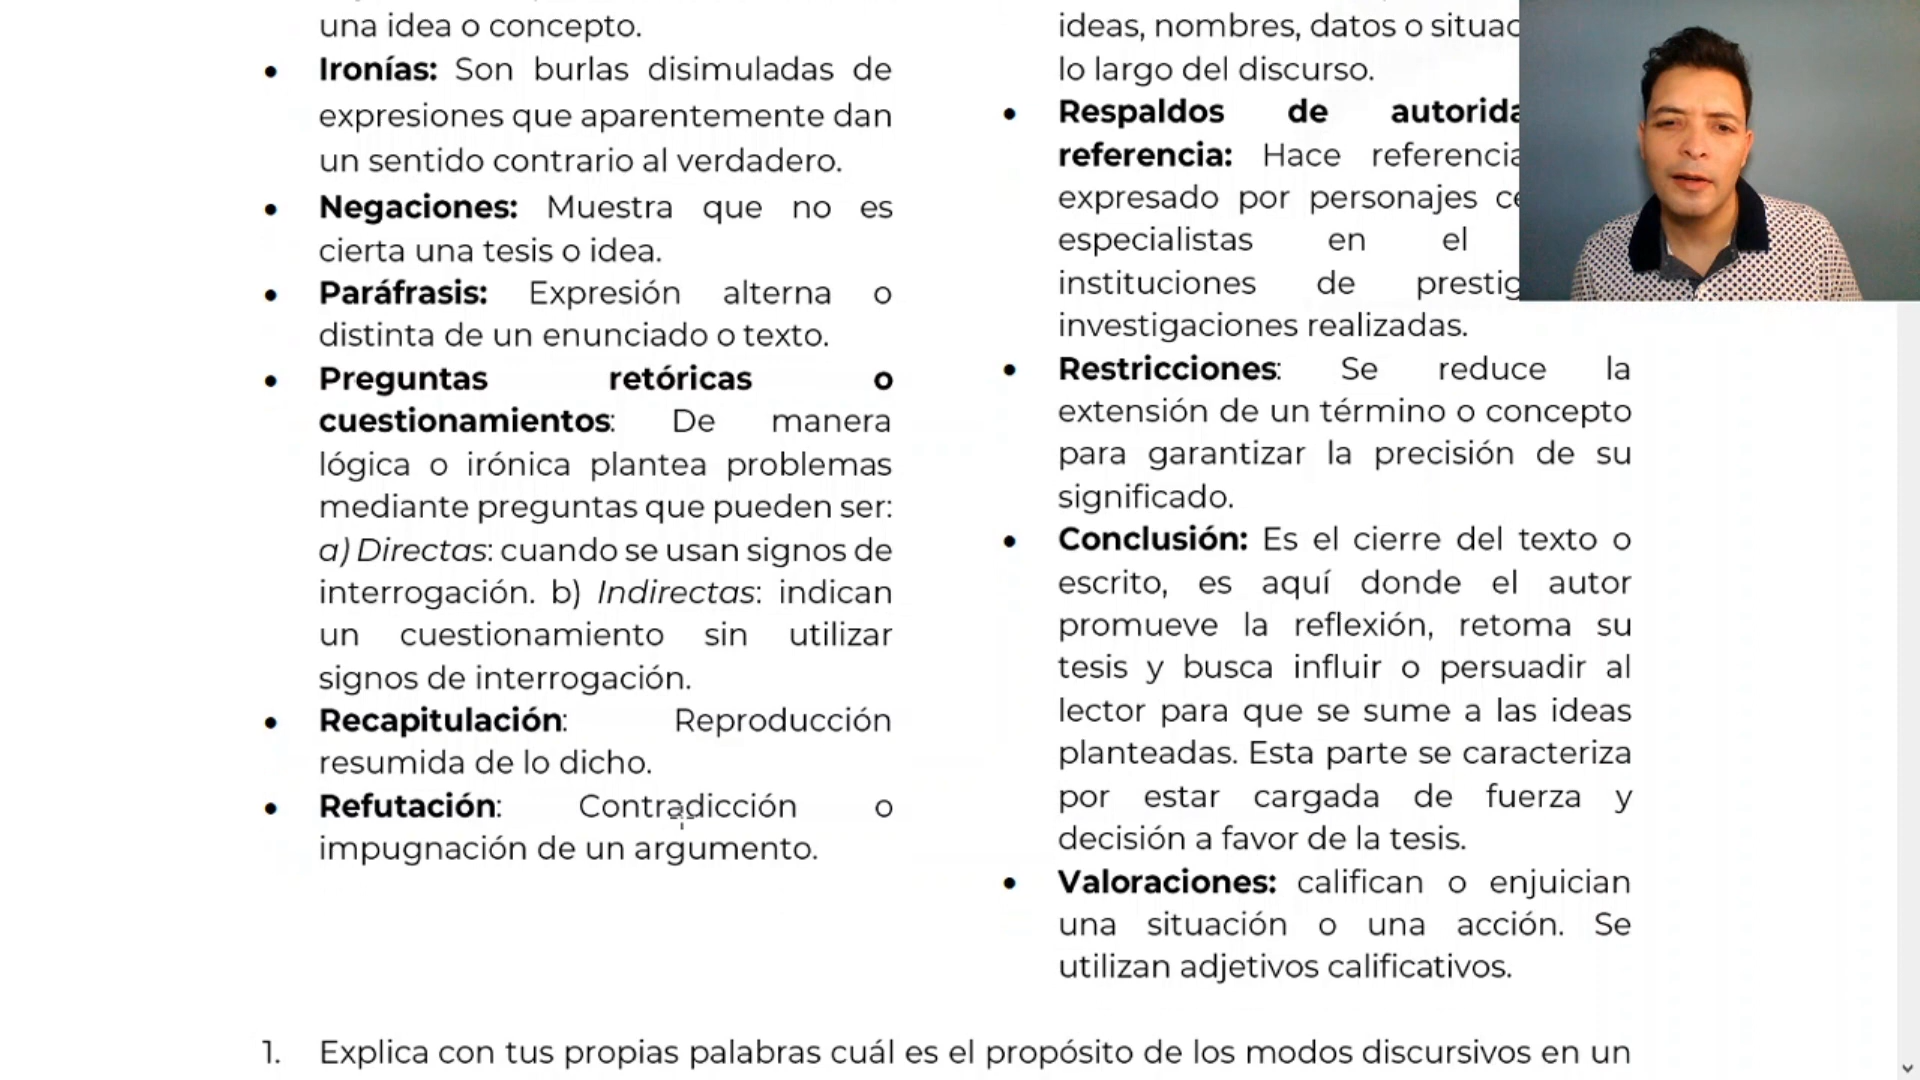 una idea o concepto.
• Ironías: Son burlas disimuladas de
expresiones que aparentemente dan
un sentido contrario al verdadero.
• Negaciones: Muestra que no es
cierta una tesis o idea.
• Paráfrasis: Expresión alterna o
distinta de un enunciado o texto.
• Preguntas retóricas o
cuestionamientos: De manera
lógica o irónica plantea problemas
mediante preguntas que pueden ser:
a) Directas: cuando se usan signos de
interrogación. b) Indirectas: indican
un cuestionamiento sin utilizar
signos de interrogación.
• Recapitulación: Reproducción
resumida de lo dicho.
• Refutación: Contradicción o
impugnación de un argumento.
ideas, nombres, datos o
lo largo del discurso.
• Respaldos de
referencia: Hace
expresado por personajes
especialistas en el
instituciones de
investigaciones realizadas.
• Restricciones: Se reduce la
extensión de un término o concepto
para garantizar la precisión de su
significado.
• Conclusión: Es el cierre del texto o
escrito, es aquí donde el autor
promueve la reflexión, retoma su
tesis y busca influir o persuadir al
lector para que se sume a las ideas
planteadas. Esta parte se caracteriza
por estar cargada de fuerza y
decisión a favor de la tesis.
• Valoraciones: califican o enjuician
una situación o una acción. Se
utilizan adjetivos calificativos.
1. Explica con tus propias palabras cuál es el propósito de los modos discursivos en un